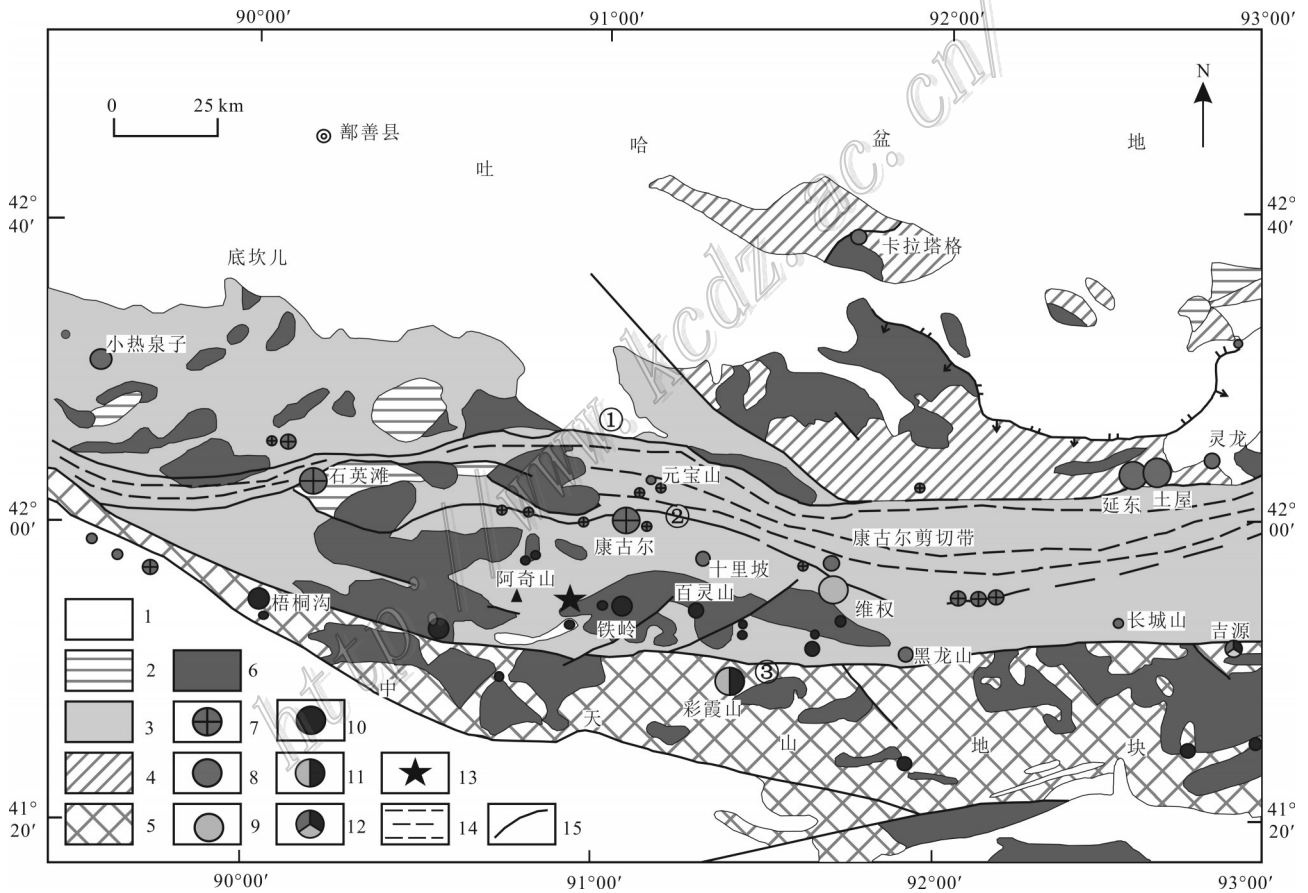 90°00′ 91°00′ 92°00′ 93°00′
0 25 km
N
鄯善县
吐 哈 盆 地
42° 40′
42° 40′
卡拉塔格
底坎儿
小热泉子
①
灵龙
石英滩
元宝山
延东
土屋
42° 00′
42° 00′
②
康古尔
康古尔剪切带
十里坡
阿奇山
百灵山
梧桐沟
铁岭
维权
长城山
吉源
黑龙山
③
彩霞山
中 天 山 地 块
1
2 6
3 7 10
4 8 11 13
5 9 12 14 15
41° 20′
41° 20′
90°00′ 91°00′ 92°00′ 93°00′
http://www.kcdz.ac.cn/